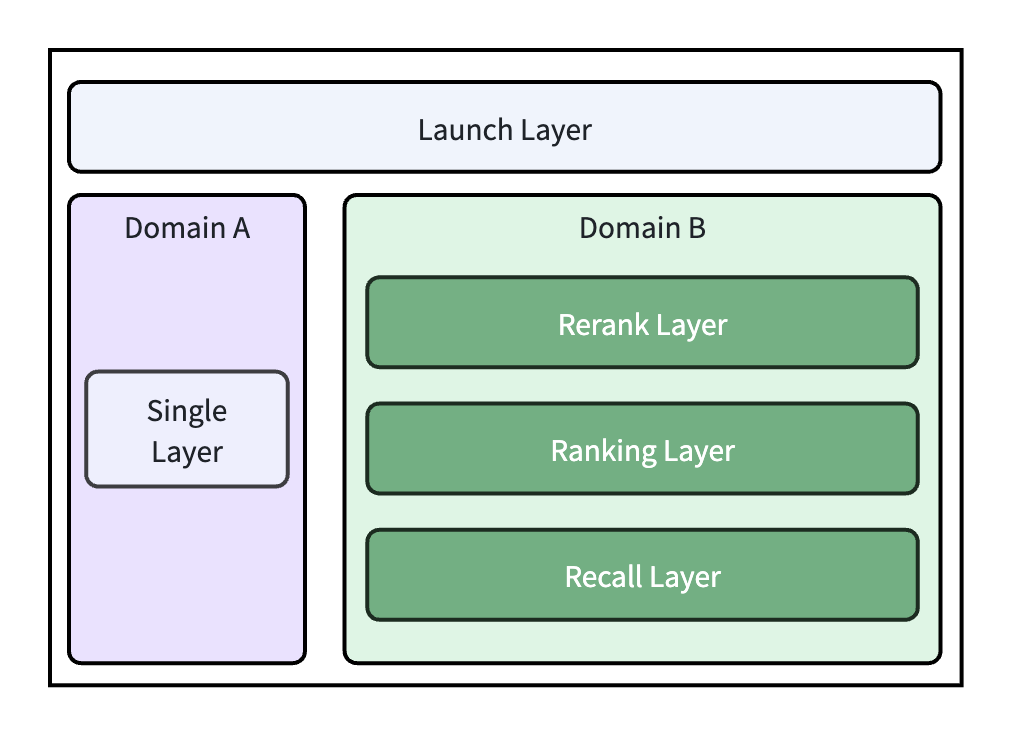 Launch Layer
Domain A
Single
Layer
Domain B
Rerank Layer
Ranking Layer
Recall Layer